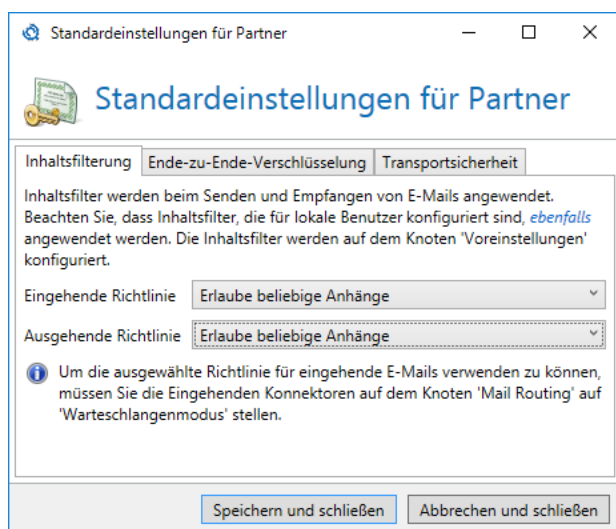 Standardeinstellungen für Partner
Standardeinstellungen für Partner
Inhaltsfilterung Ende-zu-Ende-Verschlüsselung Transportsicherheit
Inhaltsfilter werden beim Senden und Empfangen von E-Mails angewendet.
Beachten Sie, dass Inhaltsfilter, die für lokale Benutzer konfiguriert sind, ebenfalls
angewendet werden. Die Inhaltsfilter werden auf dem Knoten 'Voreinstellungen'
konfiguriert.
Eingehende Richtlinie Erlaube beliebige Anhänge
Ausgehende Richtlinie Erlaube beliebige Anhänge
Um die ausgewählte Richtlinie für eingehende E-Mails verwenden zu können,
müssen Sie die Eingehenden Konnektoren auf dem Knoten 'Mail Routing' auf
'Warteschlangenmodus' stellen.
Speichern und schließen Abbrechen und schließen